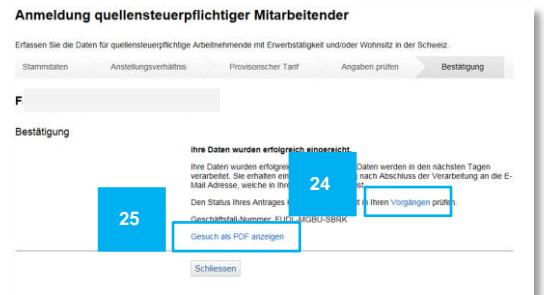 Anmeldung quellensteuerpflichtiger Mitarbeitender
Erfassen Sie die Daten für quellensteuerpflichtige Arbeitnehmende mit Erwerbstätigkeit und/oder Wohnsitz in der Schweiz.
Stammdaten Anstellungsverhältnis Provisorischer Tarif Angaben prüfen Bestätigung
F
Bestätigung
Ihre Daten wurden erfolgreich eingereicht.
Ihre Daten wurden erfolgrei Daten werden in den nächsten Tagen
verarbeitet. Sie erhalten ein nach Abschluss der Verarbeitung an die E-
Mail Adresse, welche in Ihre st.
24
Den Status Ihres Antrages in Ihren Vorgängen prüfen.
25
Geschäftsfall-Nummer: EUDL-MGBU-SBRK
Gesuch als PDF anzeigen
Schliessen